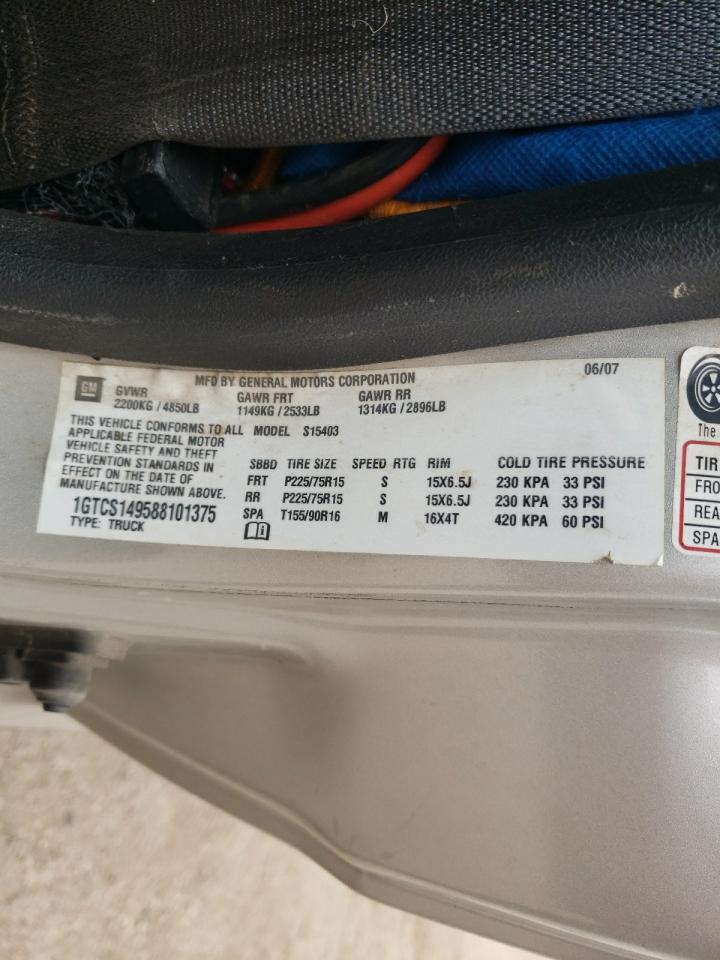 MFD BY GENERAL MOTORS CORPORATION 06/07
GM
GVWR GAWR FRT GAWR RR
2200KG / 4850LB 1149KG / 2533LB 1314KG / 2896LB
THIS VEHICLE CONFORMS TO ALL
APPLICABLE FEDERAL MOTOR
VEHICLE SAFETY AND THEFT
PREVENTION STANDARDS IN
EFFECT ON THE DATE OF
MANUFACTURE SHOWN ABOVE.
1GTCS149588101375
TYPE: TRUCK
MODEL S15403
SBBD TIRE SIZE SPEED RTG RIM COLD TIRE PRESSURE
FRT P225/75R15 S 15X6.5J 230 KPA 33 PSI
RR P225/75R15 S 15X6.5J 230 KPA 33 PSI
SPA T155/90R16 M 16X4T 420 KPA 60 PSI
The
TIR
FRO
REA
SPA